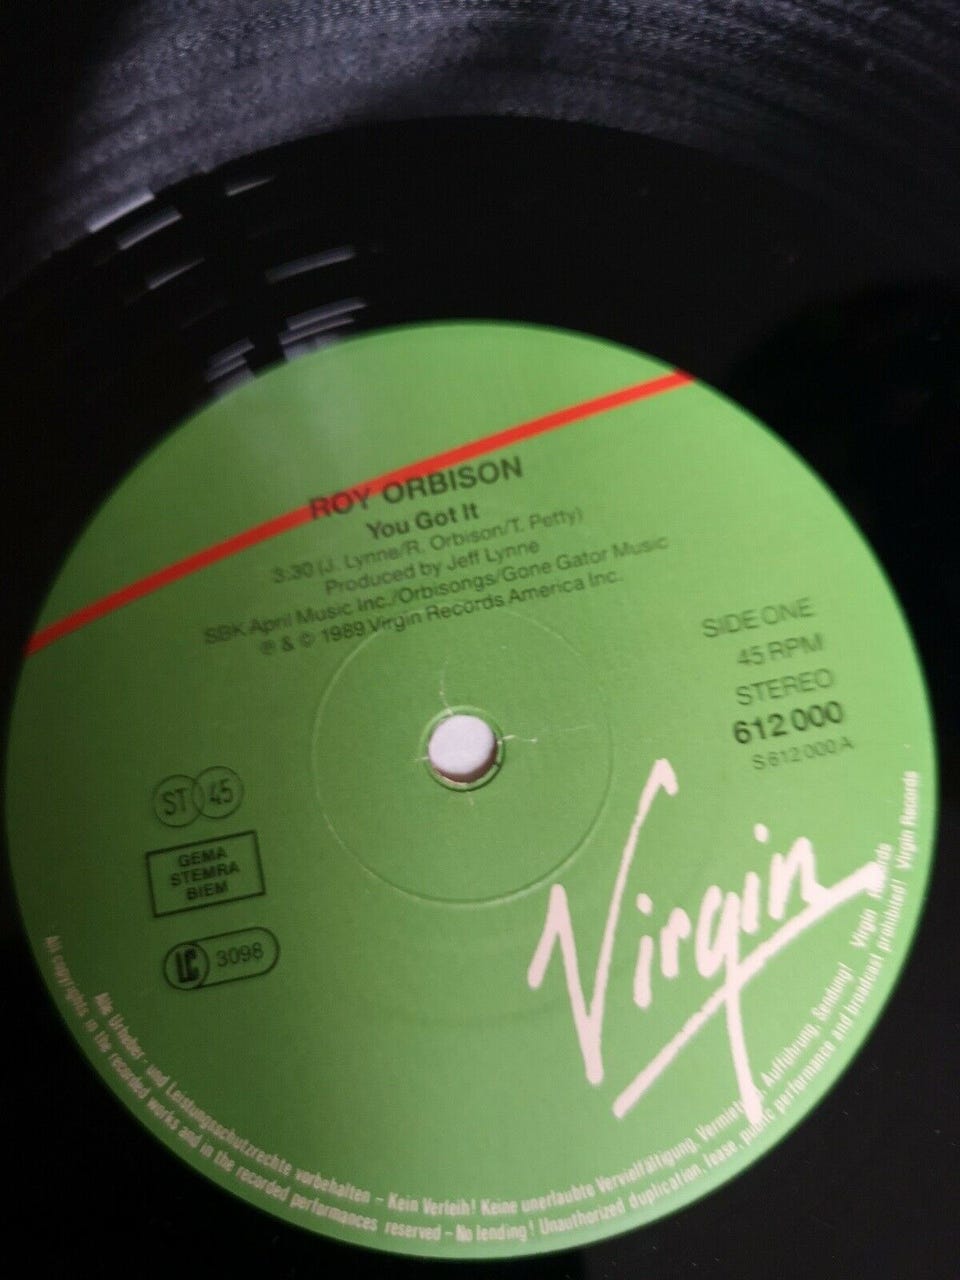 ROY ORBISON
You Got It
3:30 (J. Lynne/R. Orbison/T. Petty)
Produced by Jeff Lynne
SBK April Music Inc./Orbisongs/Gone Gator Music
℗ & © 1989 Virgin Records America Inc.
SIDE ONE
45 RPM
STEREO
612 000
S 612 000 A
ST 45
GEMA
STEMRA
BIEM
LC 3098
Virgin
Alle Urheber- und Leistungsschutzrechte vorbehalten – Kein Verleih! Keine unerlaubte Vervielfältigung, Vermietung, Aufführung, Sendung! Virgin Records
All copyrights in the recorded works and in the recorded performances reserved – No lending! Unauthorized duplication, lease, public performance and broadcast prohibited! Virgin Records